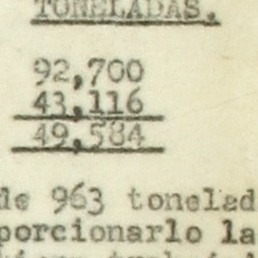 TONELADAS.
92,700
43,116
49,584
de 963 tonelad
porcionarlo la